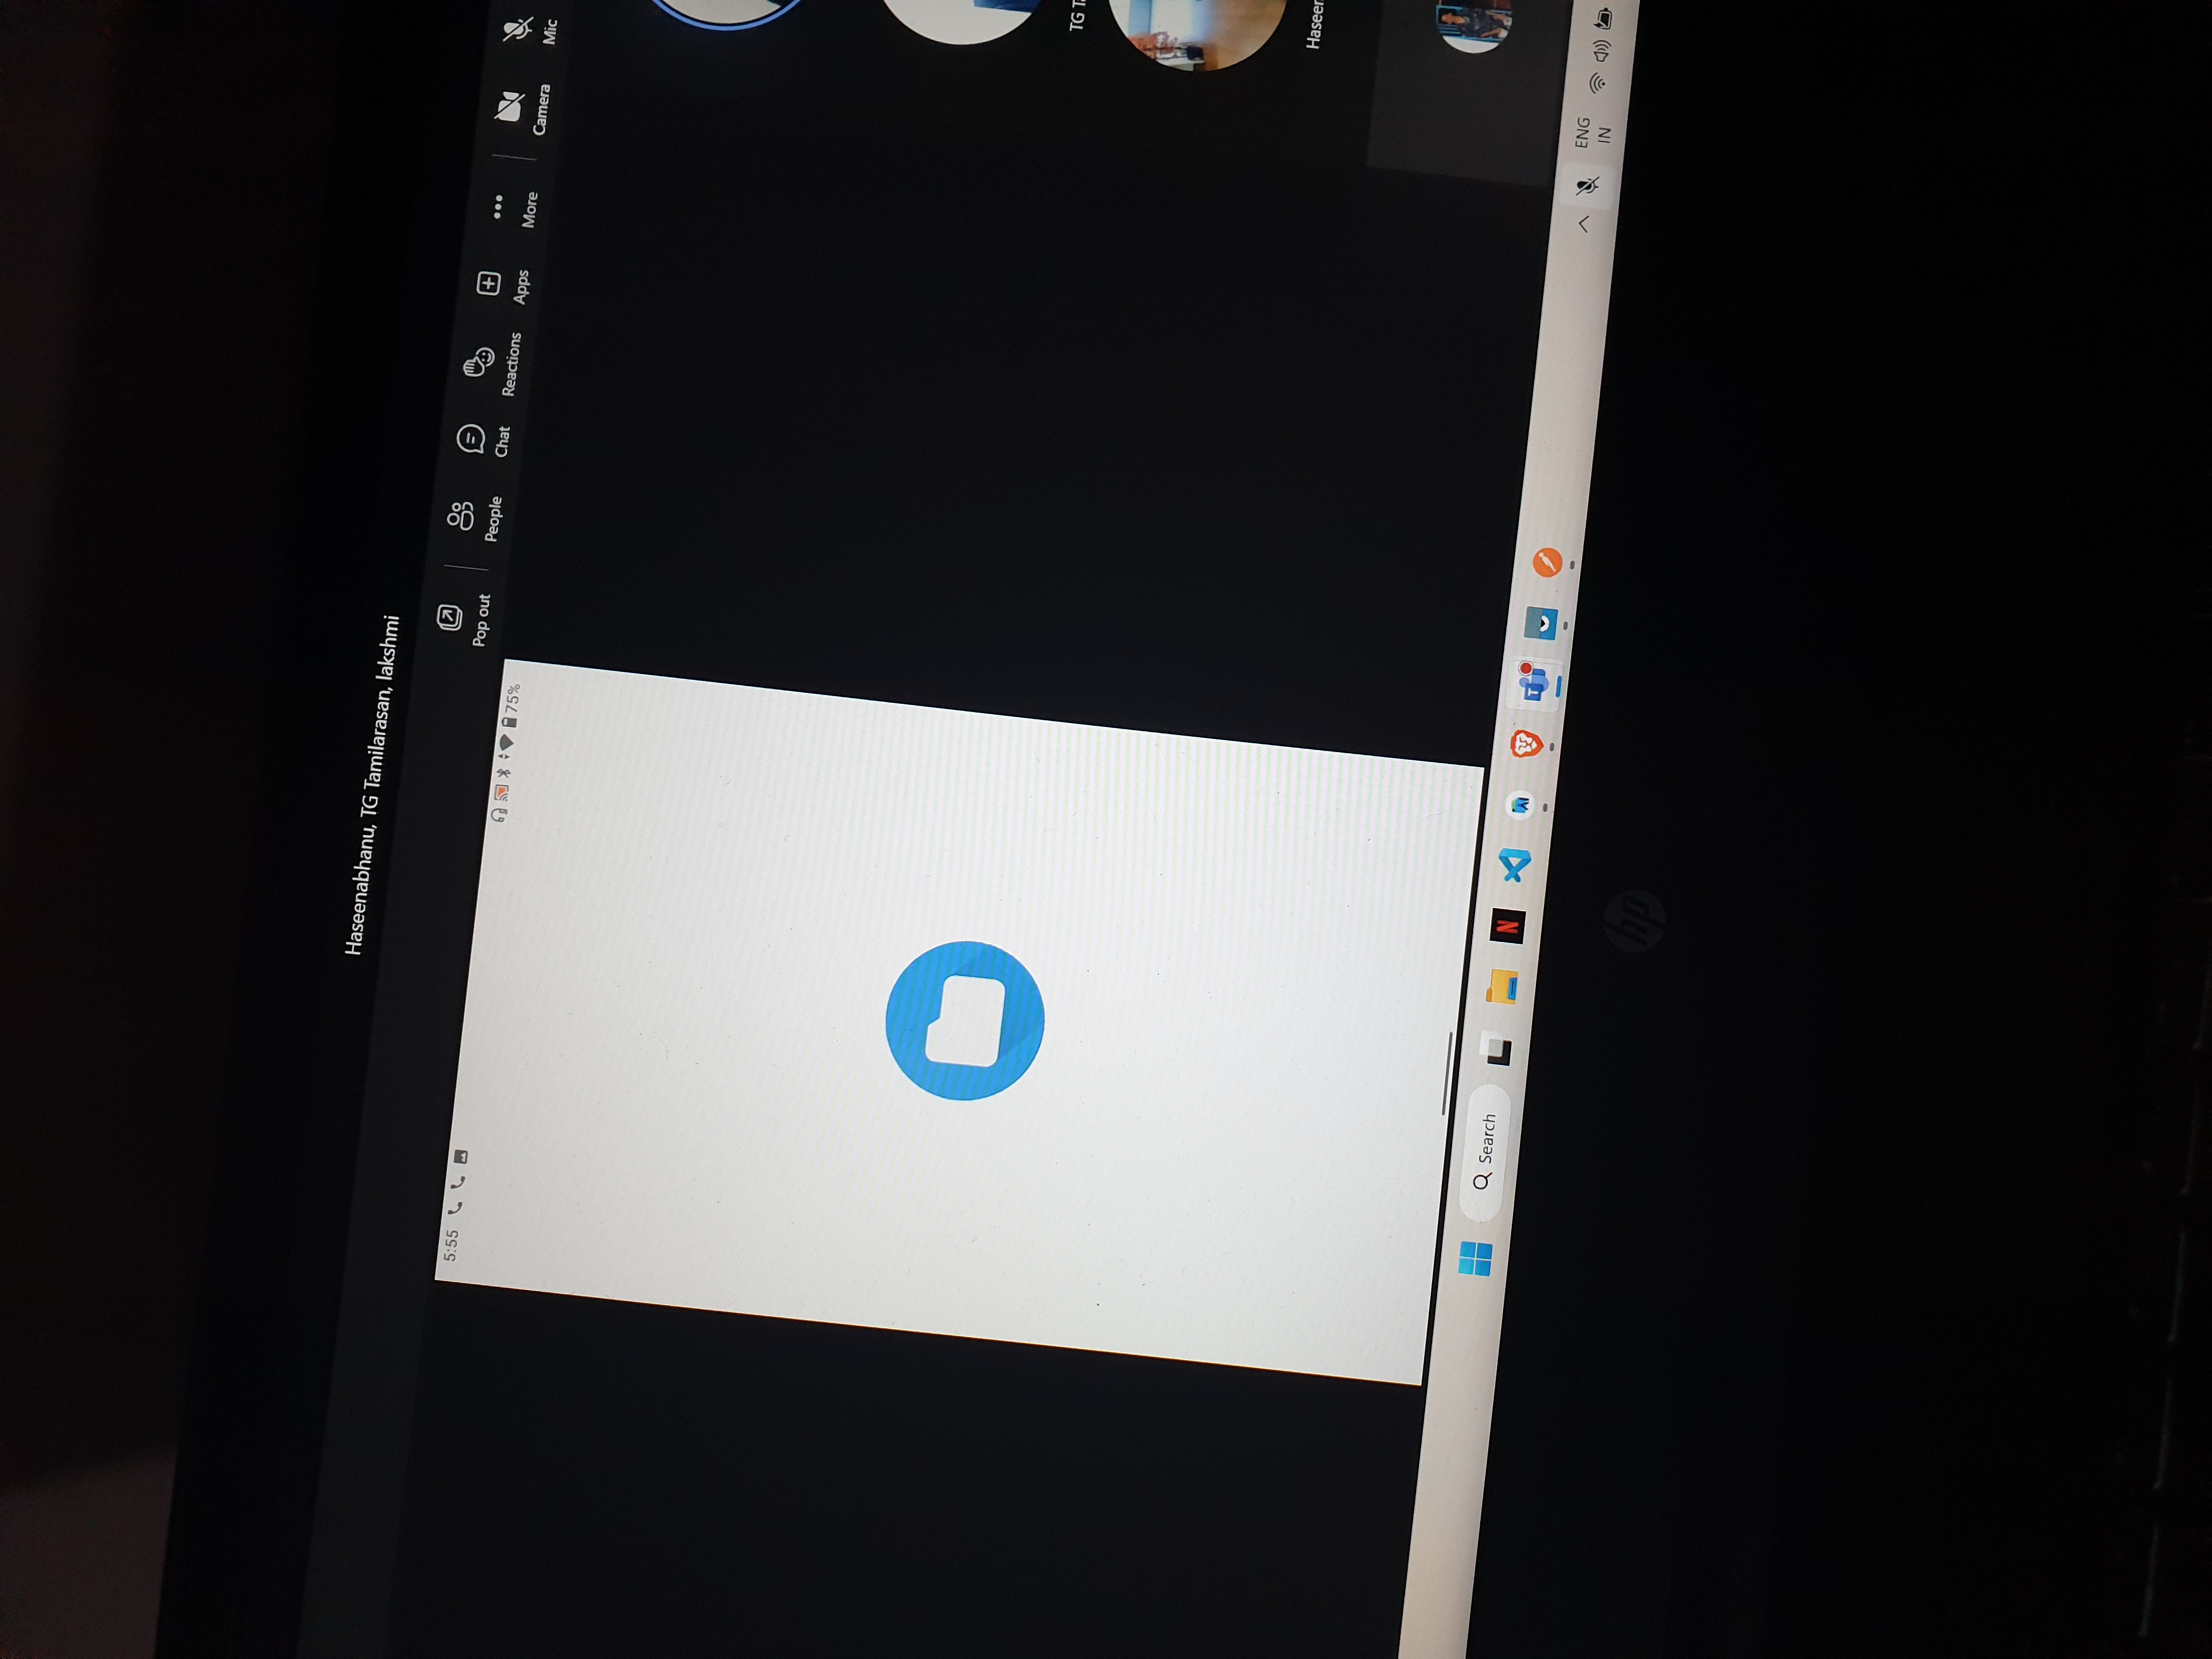 Haseenabhanu, TG Tamilarasan, lakshmi
Pop out
People
Chat
Reactions
Apps
More
Camera
Mic
5:55
75%
TG T
Haseen
Search
ENG
IN
hp